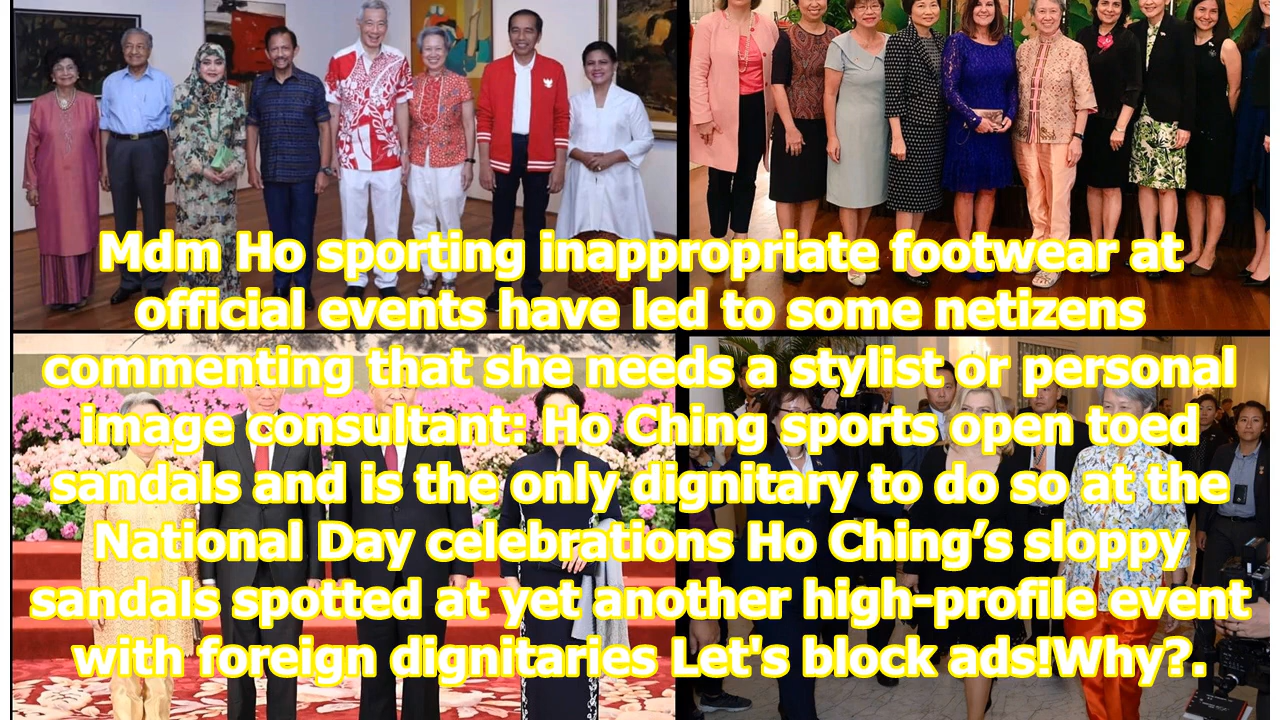 Mdm Ho sporting inappropriate footwear at
official events have led to some netizens
commenting that she needs a stylist or personal
image consultant: Ho Ching sports open toed
sandals and is the only dignitary to do so at the
National Day celebrations Ho Ching’s sloppy
sandals spotted at yet another high-profile event
with foreign dignitaries Let's block ads!Why?.